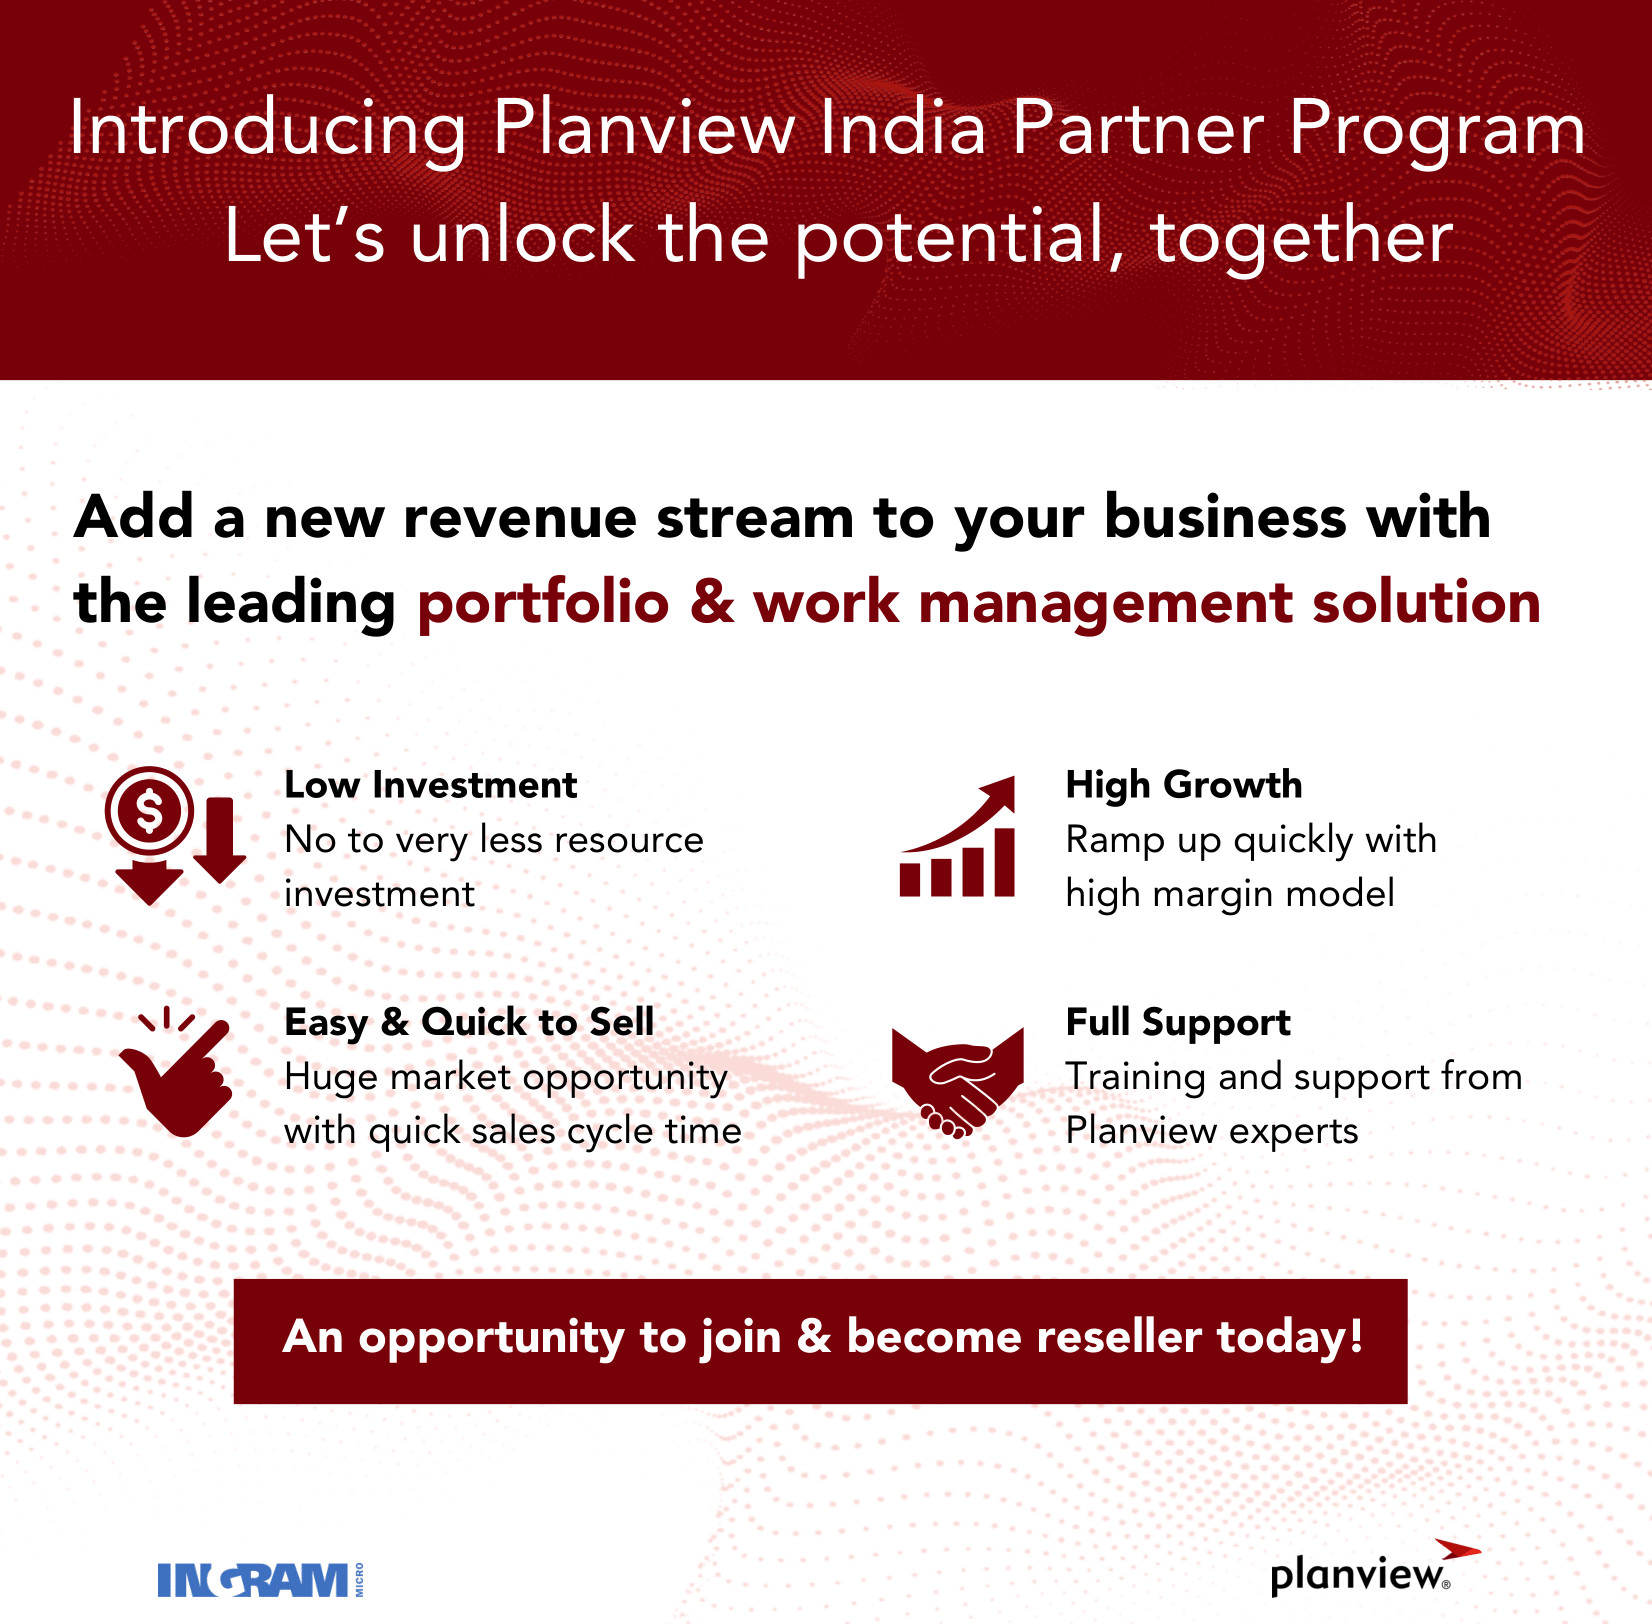 Introducing Planview India Partner Program
Let’s unlock the potential, together
Add a new revenue stream to your business with
the leading portfolio & work management solution
$
Low Investment
No to very less resource
investment
High Growth
Ramp up quickly with
high margin model
Easy & Quick to Sell
Huge market opportunity
with quick sales cycle time
Full Support
Training and support from
Planview experts
An opportunity to join & become reseller today!
INGRAM MICRO
planview®